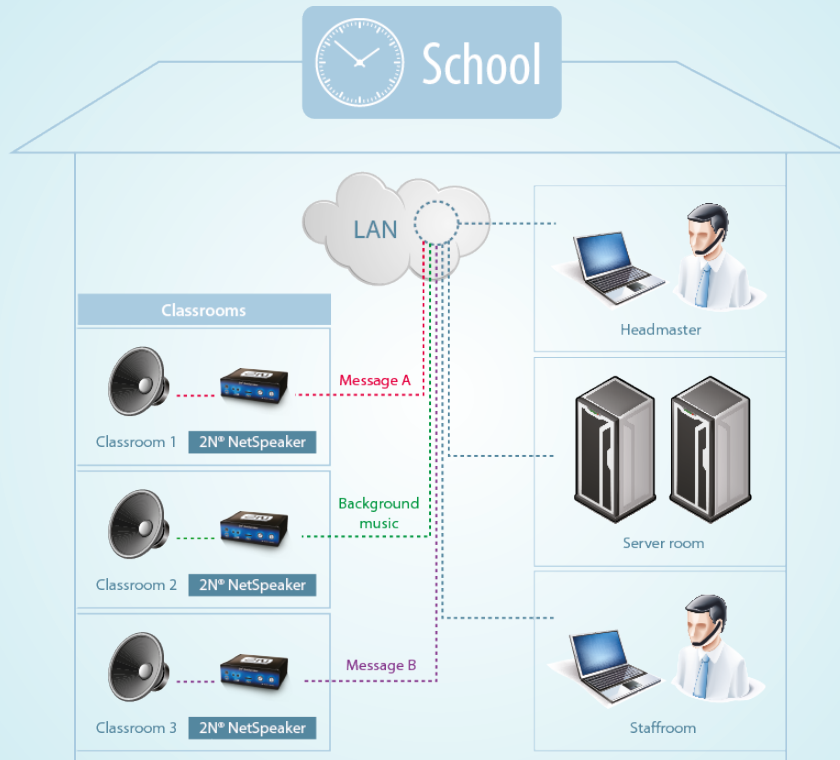 School
LAN
Classrooms
Message A
Classroom 1
2N® NetSpeaker
Background
music
Classroom 2
2N® NetSpeaker
Message B
Classroom 3
2N® NetSpeaker
Headmaster
Server room
Staffroom